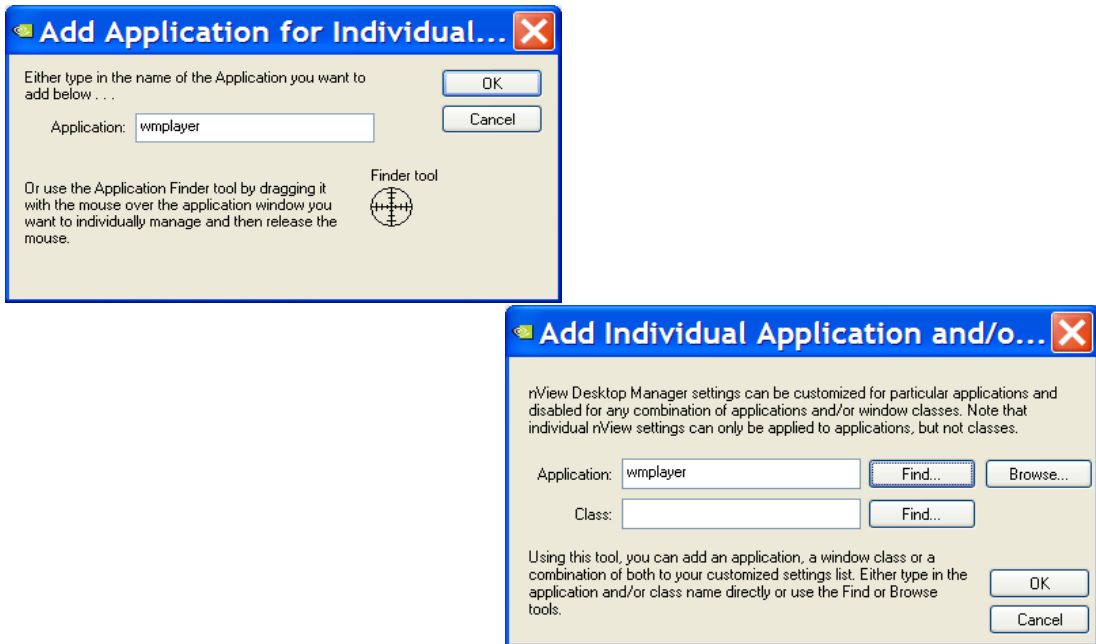 Add Application for Individual...
Either type in the name of the Application you want to
add below . . .
OK
Application: wmplayer
Cancel
Finder tool
Or use the Application Finder tool by dragging it
with the mouse over the application window you
want to individually manage and then release the
mouse.
Add Individual Application and/o...
nView Desktop Manager settings can be customized for particular applications and
disabled for any combination of applications and/or window classes. Note that
individual nView settings can only be applied to applications, but not classes.
Application: wmplayer Find... Browse...
Class: Find...
Using this tool, you can add an application, a window class or a
combination of both to your customized settings list. Either type in the
application and/or class name directly or use the Find or Browse
tools.
OK
Cancel